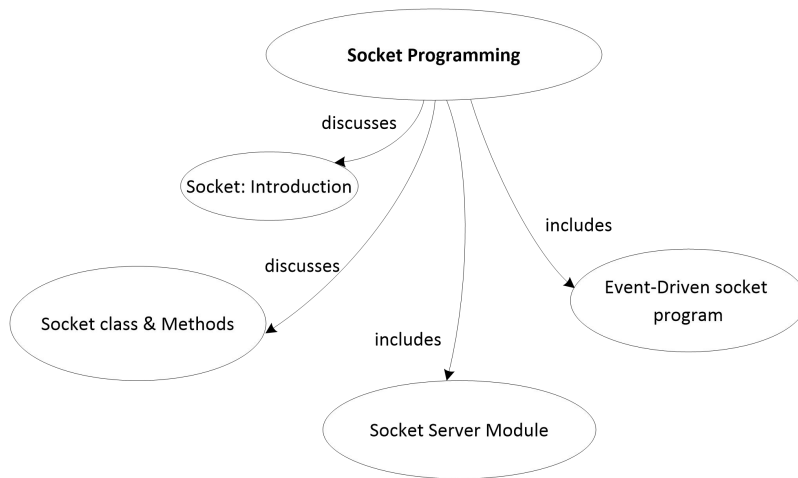 Socket Programming
discusses
Socket: Introduction
includes
discusses
Event-Driven socket
program
Socket class & Methods
includes
Socket Server Module